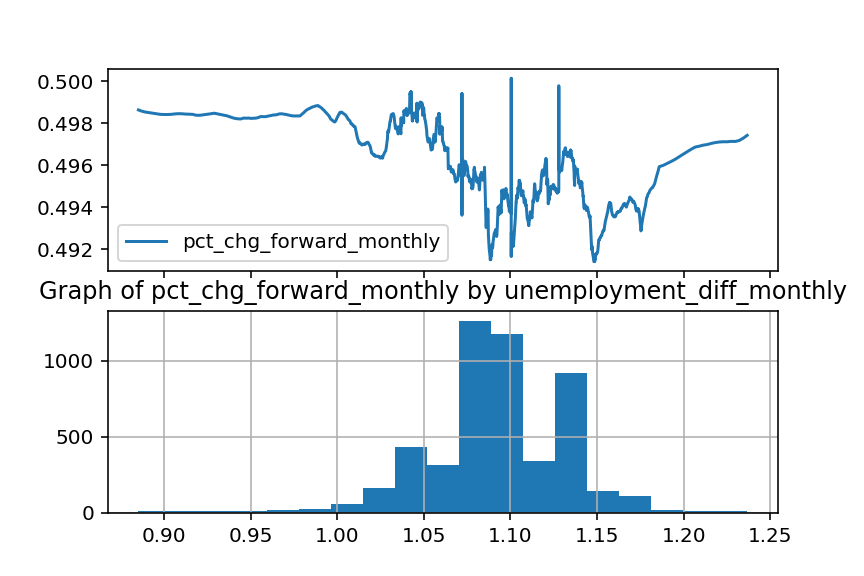 0.500
0.498
0.496
0.494
0.492
pct_chg_forward_monthly
Graph of pct_chg_forward_monthly by unemployment_diff_monthly
1000
500
0
0.90 0.95 1.00 1.05 1.10 1.15 1.20 1.25